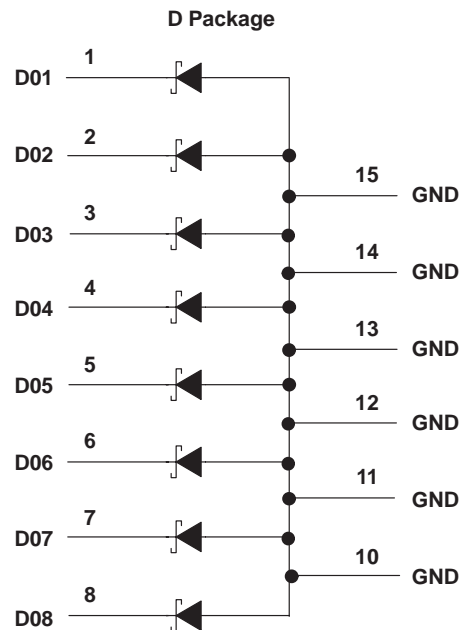 D Package
D01 1
D02 2
15 GND
D03 3
14 GND
D04 4
13 GND
D05 5
12 GND
D06 6
11 GND
D07 7
10 GND
D08 8